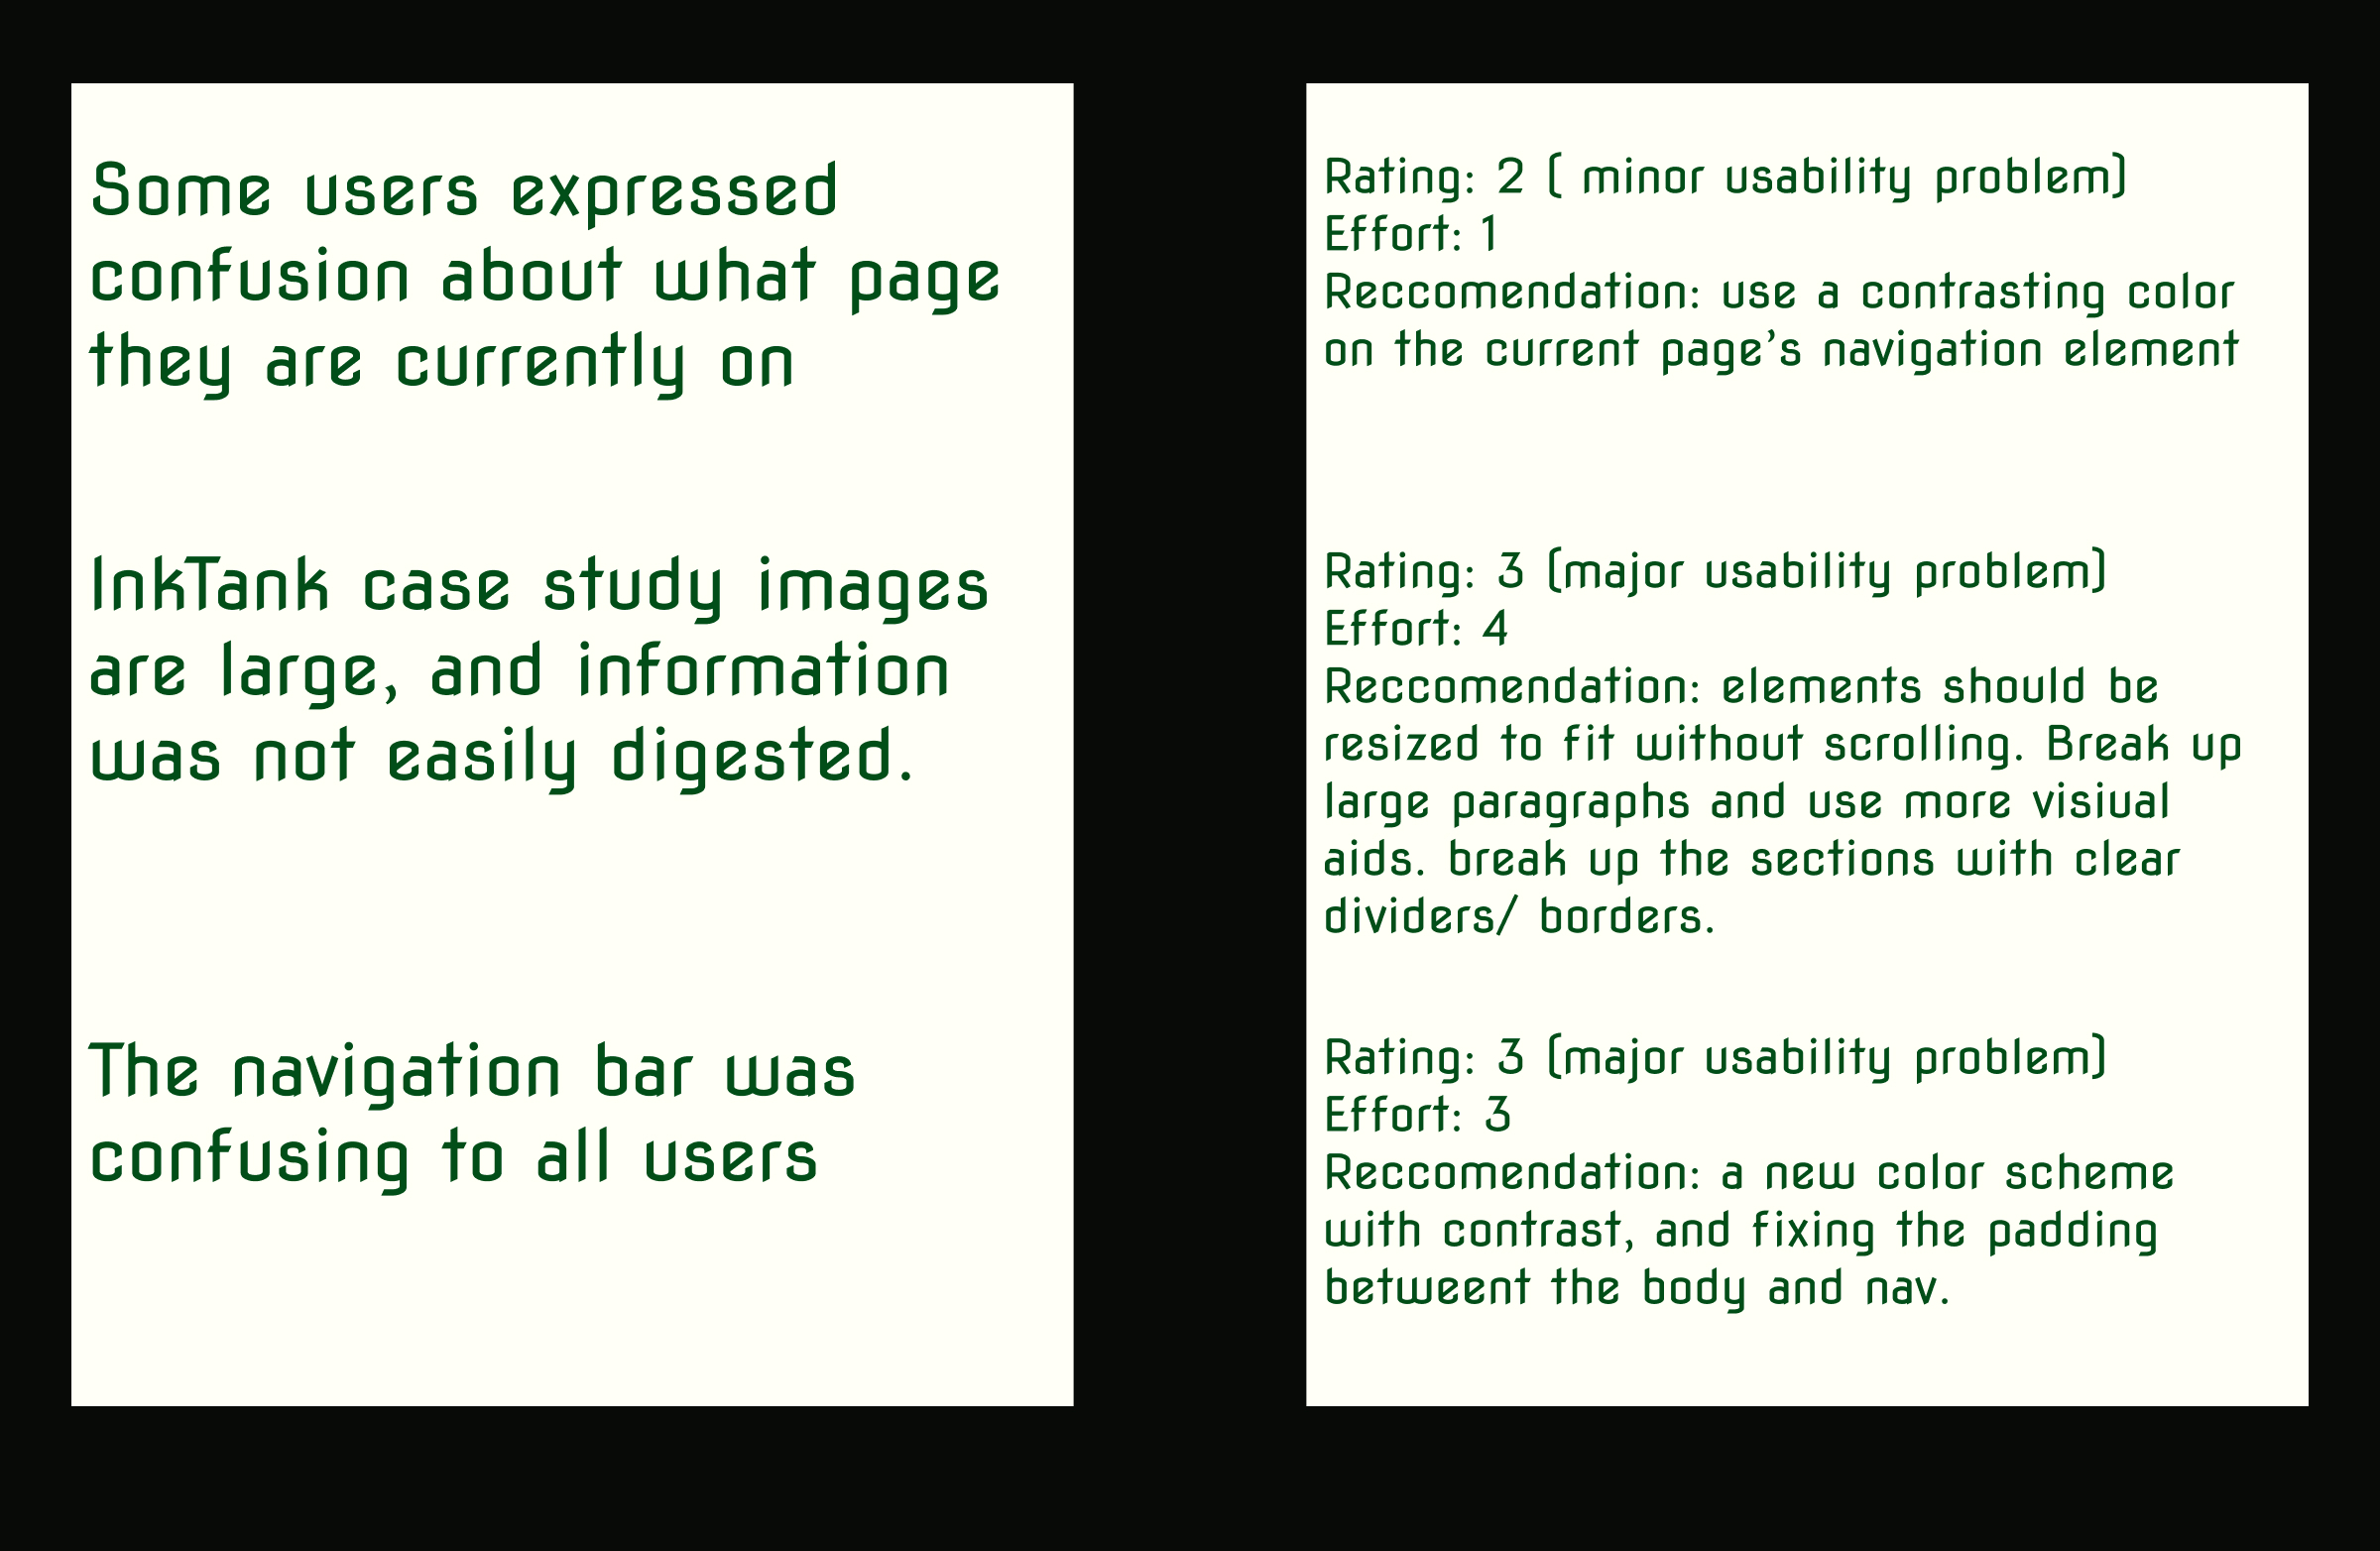 Some users expressed
confusion about what page
they are currently on
Rating: 2 ( minor usability problem)
Effort: 1
Reccomendation: use a contrasting color
on the current page's navigation element
InkTank case study images
are large, and information
was not easily digested.
Rating: 3 (major usability problem)
Effort: 4
Reccomendation: elements should be
resized to fit without scrolling. Break up
large paragraphs and use more visiual
aids. break up the sections with clear
dividers/ borders.
The navigation bar was
confusing to all users
Rating: 3 (major usability problem)
Effort: 3
Reccomendation: a new color scheme
with contrast, and fixing the padding
betweent the body and nav.